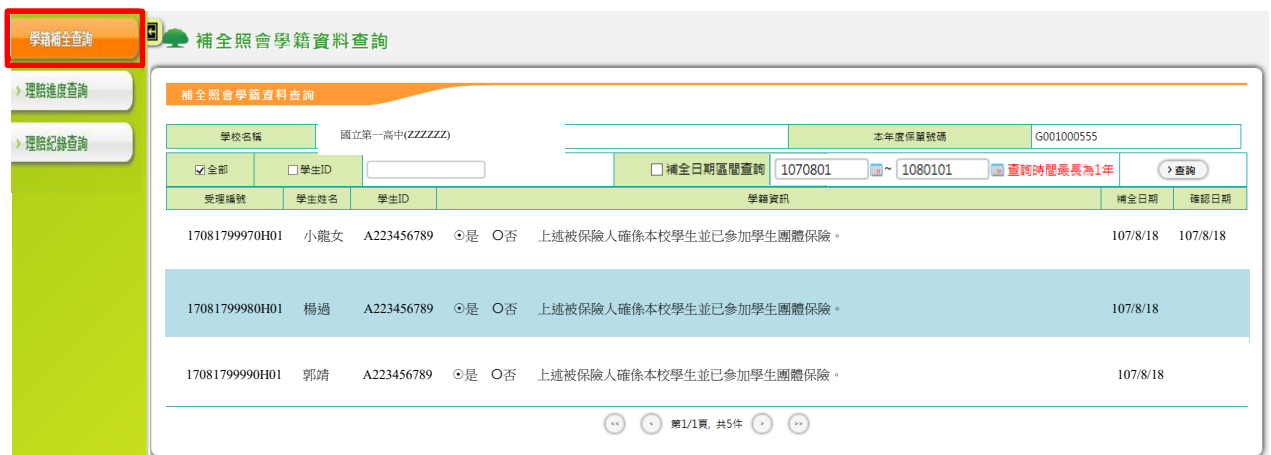 學籍補全查詢
補全照會學籍資料查詢
理賠進度查詢
理賠紀錄查詢
補全照會學籍資料查詢
學校名稱 國立第一高中(ZZZZZZ) 本年度保單號碼 G001000555
全部 學生ID 補全日期區間查詢 1070801 ~ 1080101 查詢時間最長為1年 查詢
受理編號 學生姓名 學生ID 學籍資訊 補全日期 確認日期
17081799970H01 小龍女 A223456789 是 否 上述被保險人確係本校學生並已參加學生團體保險。 107/8/18 107/8/18
17081799980H01 楊過 A223456789 是 否 上述被保險人確係本校學生並已參加學生團體保險。 107/8/18
17081799990H01 郭靖 A223456789 是 否 上述被保險人確係本校學生並已參加學生團體保險。 107/8/18
第1/1頁, 共5件